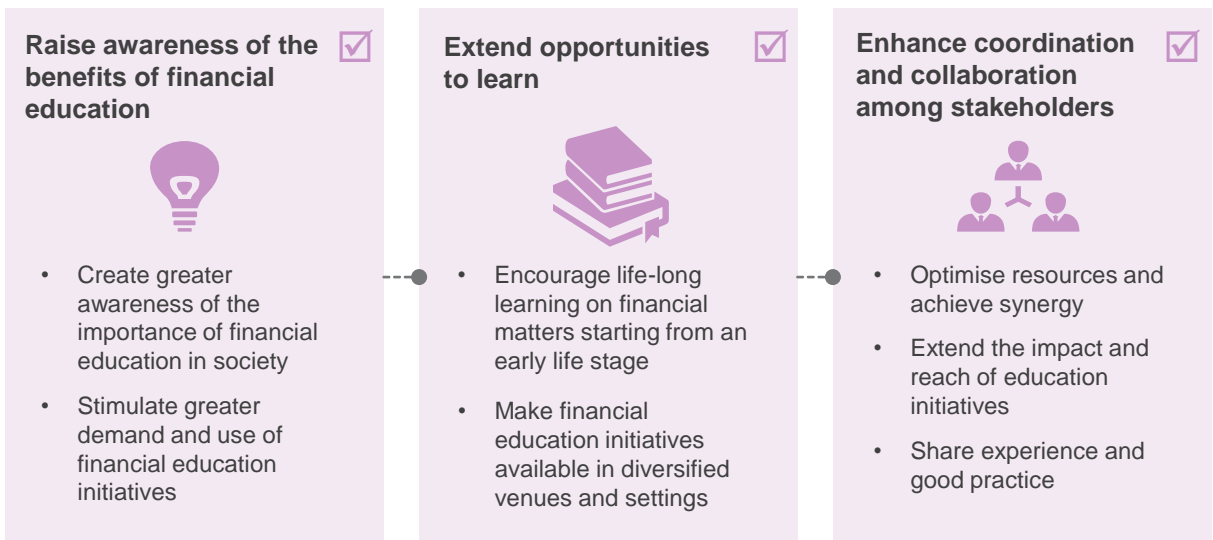 Raise awareness of the
benefits of financial
education
• Create greater
awareness of the
importance of financial
education in society
• Stimulate greater
demand and use of
financial education
initiatives
Extend opportunities
to learn
• Encourage life-long
learning on financial
matters starting from an
early life stage
• Make financial
education initiatives
available in diversified
venues and settings
Enhance coordination
and collaboration
among stakeholders
• Optimise resources and
achieve synergy
• Extend the impact and
reach of education
initiatives
• Share experience and
good practice